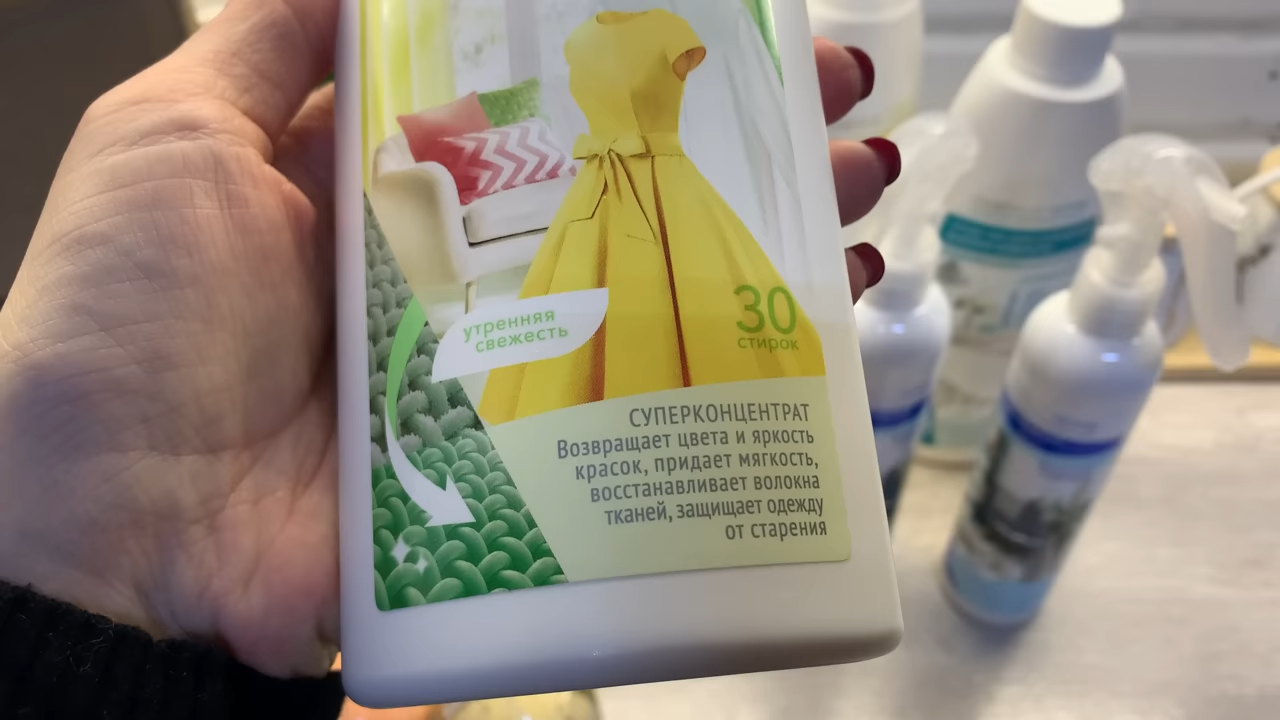 утренняя
свежесть
30
стирок
СУПЕРКОНЦЕНТРАТ
Возвращает цвета и яркость
красок, придает мягкость,
восстанавливает волокна
тканей, защищает одежду
от старения